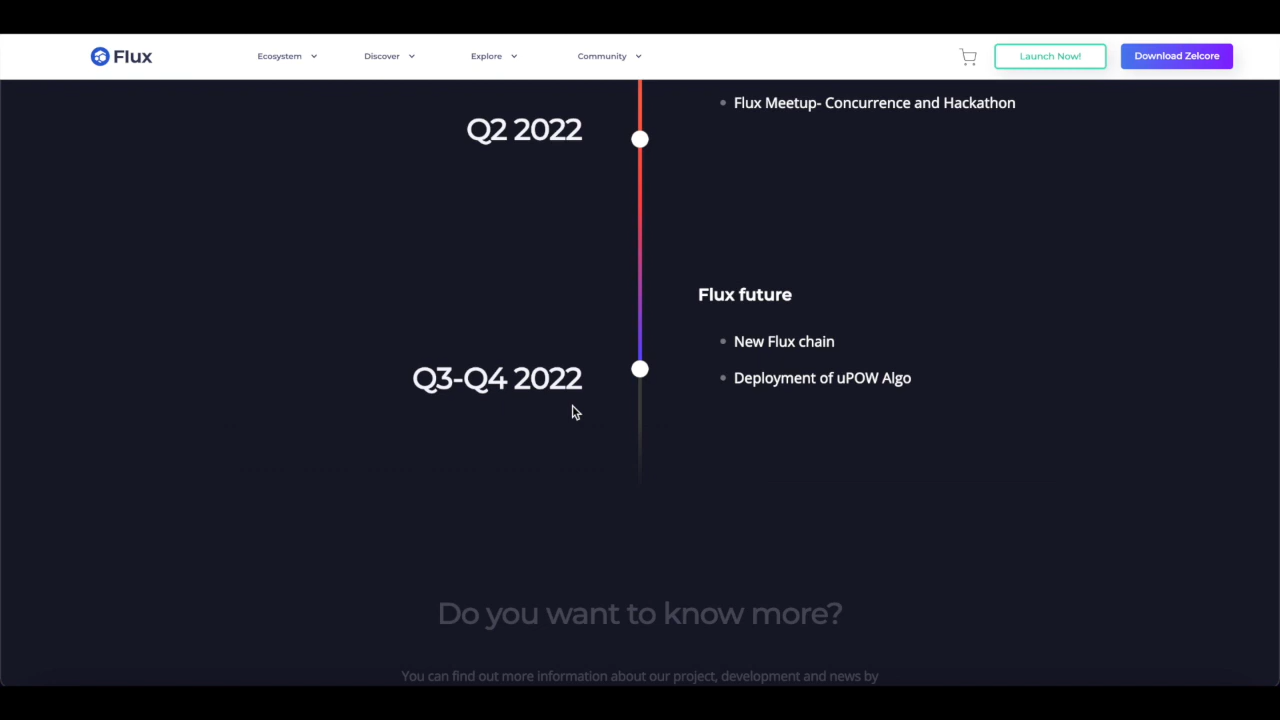 Flux
Ecosystem
Discover
Explore
Community
Launch Now!
Download Zelcore
Flux Meetup- Concurrence and Hackathon
Q2 2022
Flux future
New Flux chain
Q3-Q4 2022
Deployment of uPOW Algo
Do you want to know more?
You can find out more information about our project, development and news by